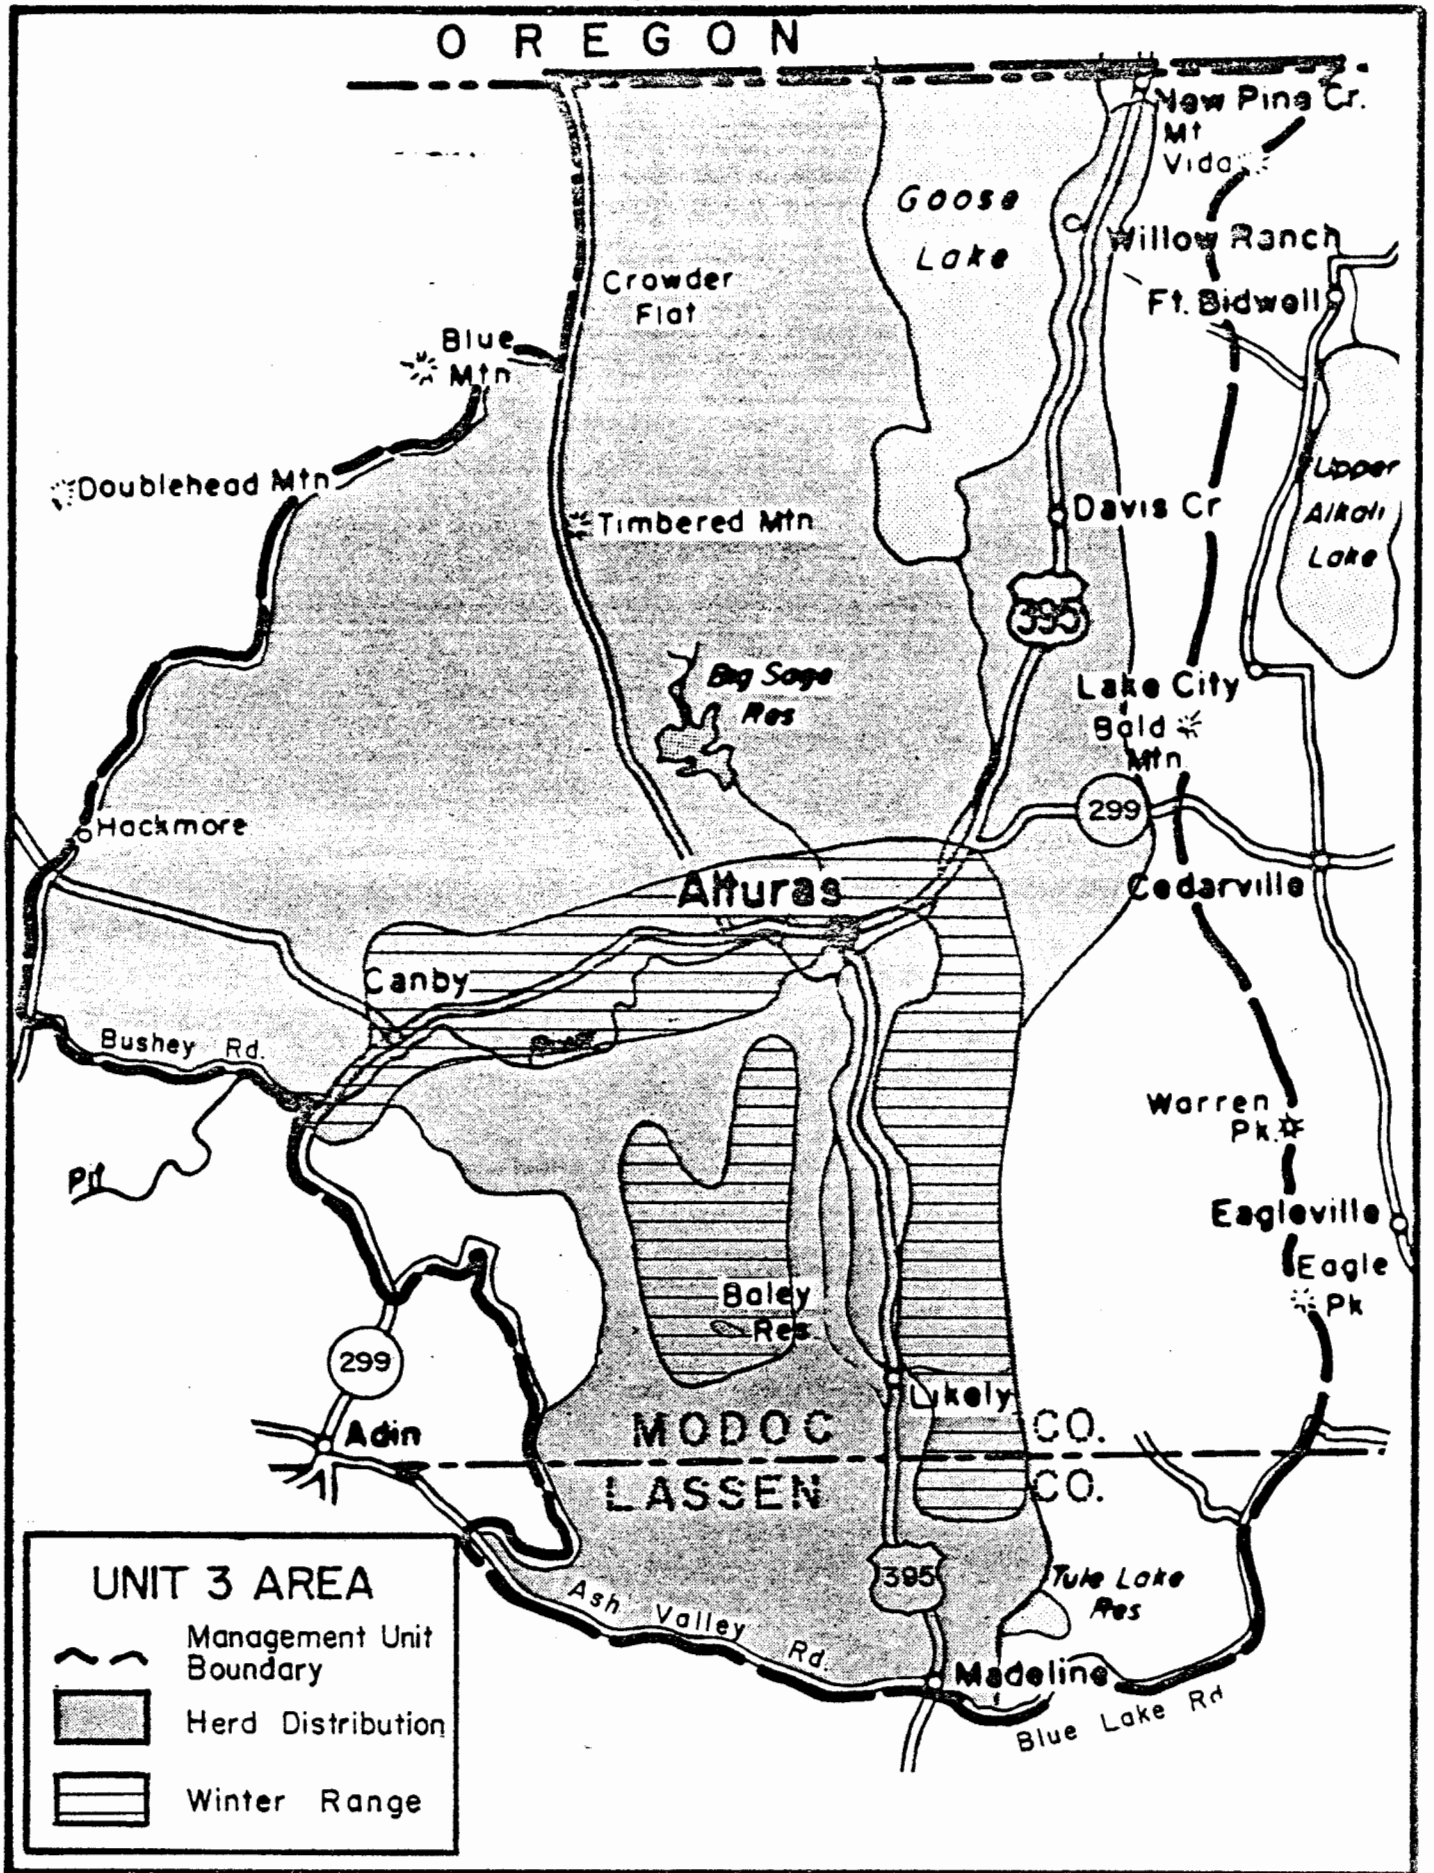 OREGON
New Pine Cr.
Mt
Vida
Goose
Lake
Willow Ranch
Crowder
Flat
Ft. Bidwell
Blue
Mtn
Doublehead Mtn
Upper
Alkali
Lake
Timbered Mtn
Davis Cr
395
Big Sage
Res
Lake City
Bald
Mtn
299
Hackmore
Alturas
Cedarville
Canby
Bushey Rd.
Warren
Pk.
Pit
Eagleville
Eagle
Pk
Baley
Res
299
Likely
Adin
MODOC CO.
LASSEN CO.
395
Tule Lake
Res
Ash Valley Rd.
Madeline
Blue Lake Rd
UNIT 3 AREA
Management Unit
Boundary
Herd Distribution
Winter Range